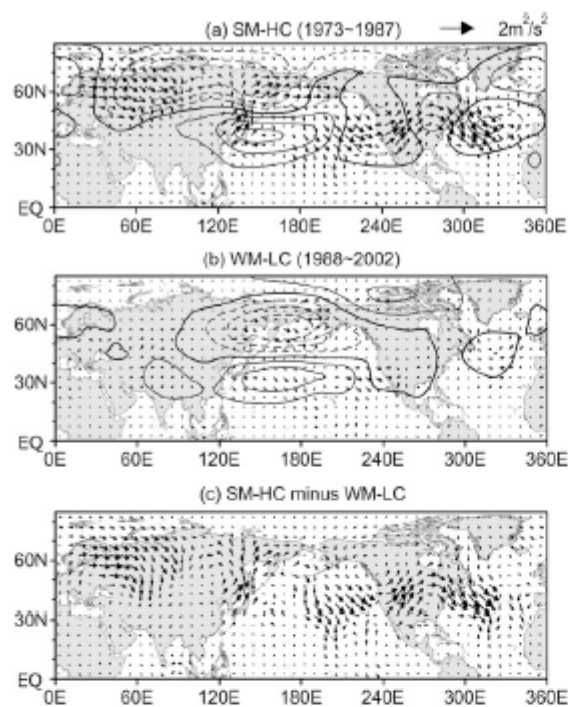 (a) SM-HC (1973~1987) 2m²/s²
60N
30N
EQ
0E 60E 120E 180E 240E 300E 360E
(b) WM-LC (1988~2002)
60N
30N
EQ
0E 60E 120E 180E 240E 300E 360E
(c) SM-HC minus WM-LC
60N
30N
EQ
0E 60E 120E 180E 240E 300E 360E